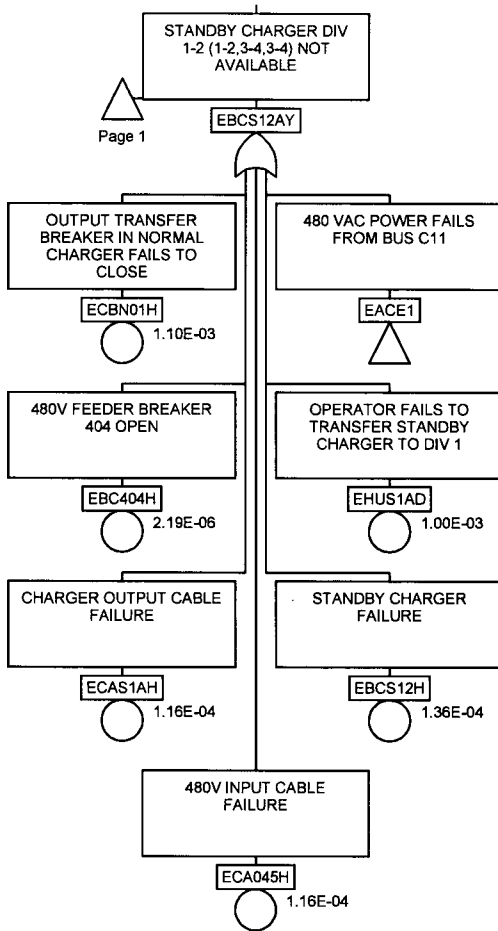 STANDBY CHARGER DIV
1-2 (1-2,3-4,3-4) NOT
AVAILABLE
Page 1
EBCS12AY
OUTPUT TRANSFER
BREAKER IN NORMAL
CHARGER FAILS TO
CLOSE
ECBN01H
1.10E-03
480 VAC POWER FAILS
FROM BUS C11
EACE1
480V FEEDER BREAKER
404 OPEN
EBC404H
2.19E-06
OPERATOR FAILS TO
TRANSFER STANDBY
CHARGER TO DIV 1
EHUS1AD
1.00E-03
CHARGER OUTPUT CABLE
FAILURE
ECAS1AH
1.16E-04
STANDBY CHARGER
FAILURE
EBCS12H
1.36E-04
480V INPUT CABLE
FAILURE
ECA045H
1.16E-04